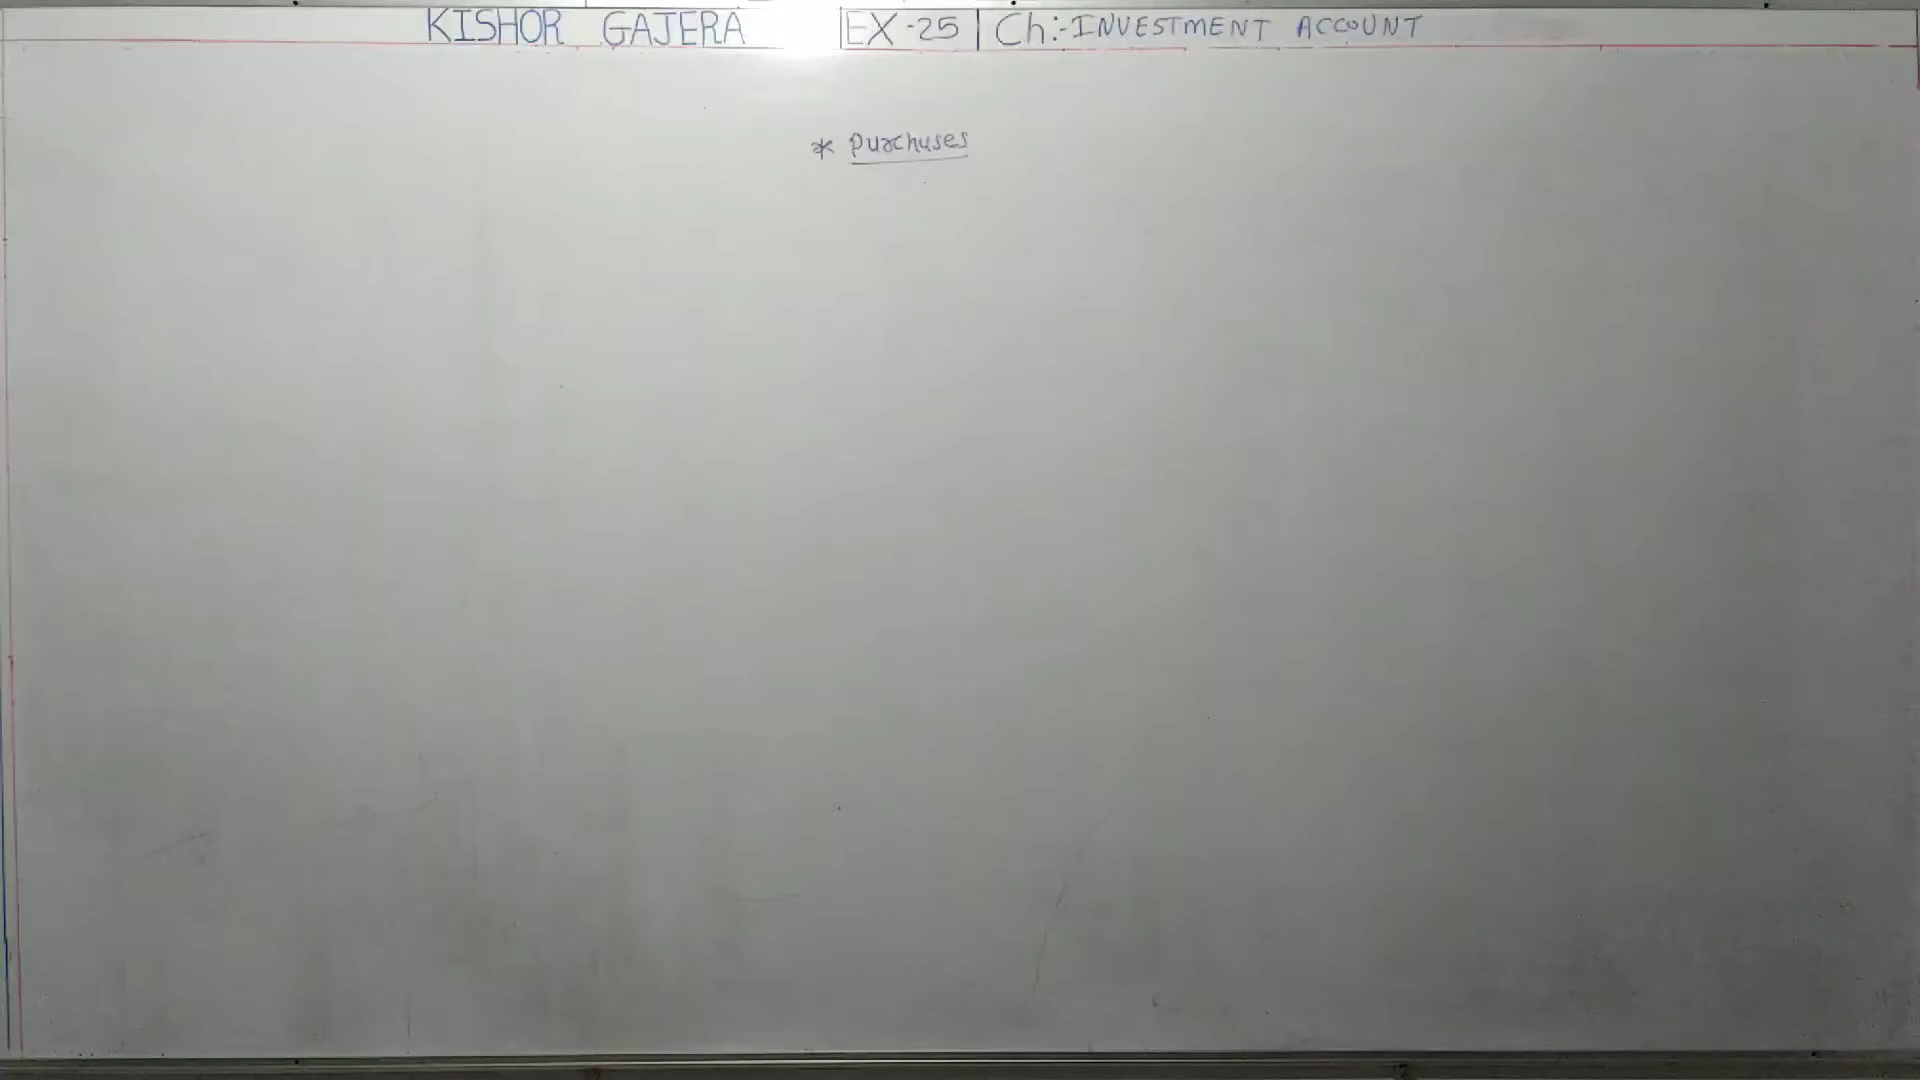 KISHOR GAJERA EX-25 Ch:- INVESTMENT ACCOUNT
* Purchuses